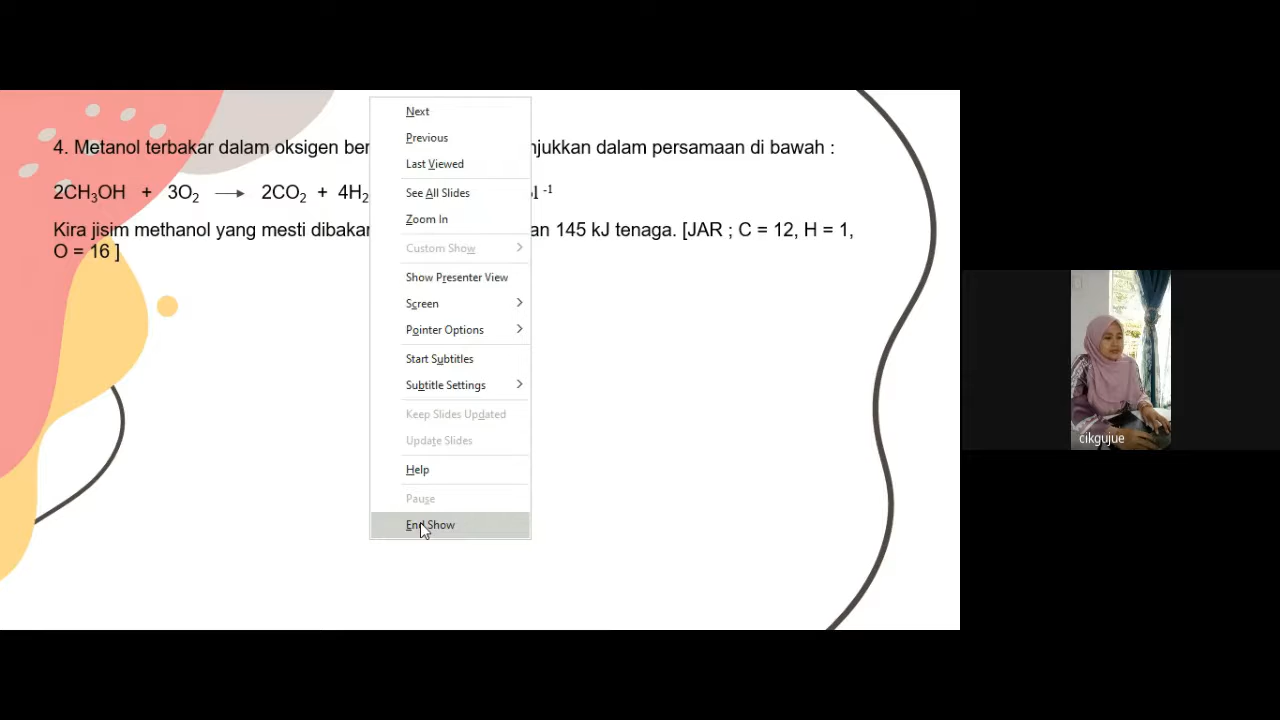 4. Metanol terbakar dalam oksigen ber
njukkan dalam persamaan di bawah :
2CH₃OH + 3O₂ → 2CO₂ + 4H₂
l ⁻¹
Kira jisim methanol yang mesti dibakar
an 145 kJ tenaga. [JAR ; C = 12, H = 1,
O = 16 ]
Next
Previous
Last Viewed
See All Slides
Zoom In
Custom Show
Show Presenter View
Screen
Pointer Options
Start Subtitles
Subtitle Settings
Keep Slides Updated
Update Slides
Help
Pause
End Show
cikgujue